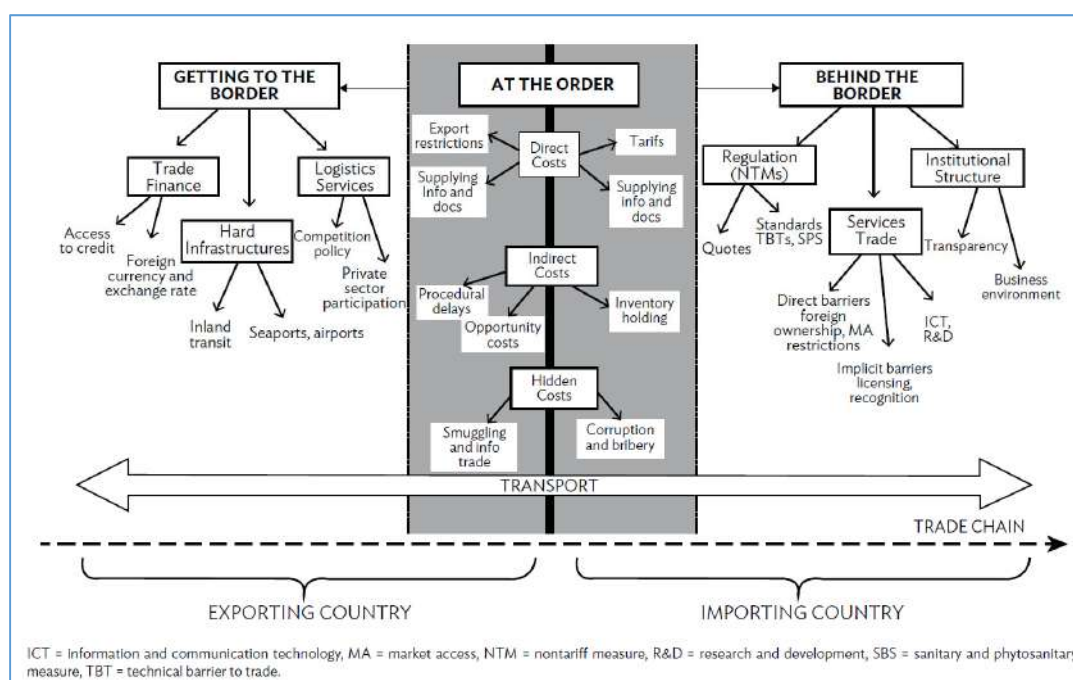 GETTING TO THE
BORDER
AT THE ORDER
BEHIND THE
BORDER
Trade
Finance
Logistics
Services
Access
to credit
Foreign
currency and
exchange rate
Hard
Infrastructures
Competition
policy
Private
sector
participation
Inland
transit
Seaports, airports
Export
restrictions
Direct
Costs
Tarifs
Supplying
Info and
docs
Supplying
info and
docs
Indirect
Costs
Procedural
delays
Opportunity
costs
Inventory
holding
Hidden
Costs
Smuggling
and info
trade
Corruption
and bribery
Regulation
(NTMs)
Institutional
Structure
Quotes
Standards
TBTs, SPS
Services
Trade
Transparency
Business
environment
Direct barriers
foreign
ownership, MA
restrictions
ICT,
R&D
Implicit barriers
licensing,
recognition
TRANSPORT
TRADE CHAIN
EXPORTING COUNTRY
IMPORTING COUNTRY
ICT = information and communication technology, MA = market access, NTM = nontariff measure, R&D = research and development, SBS = sanitary and phytosanitary
measure, TBT = technical barrier to trade.